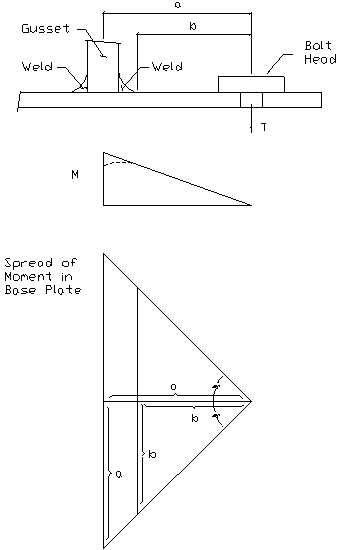 a
Gusset
b
Bolt
Head
Weld
Weld
T
M
Spread of
Moment in
Base Plate
a
b
b
a